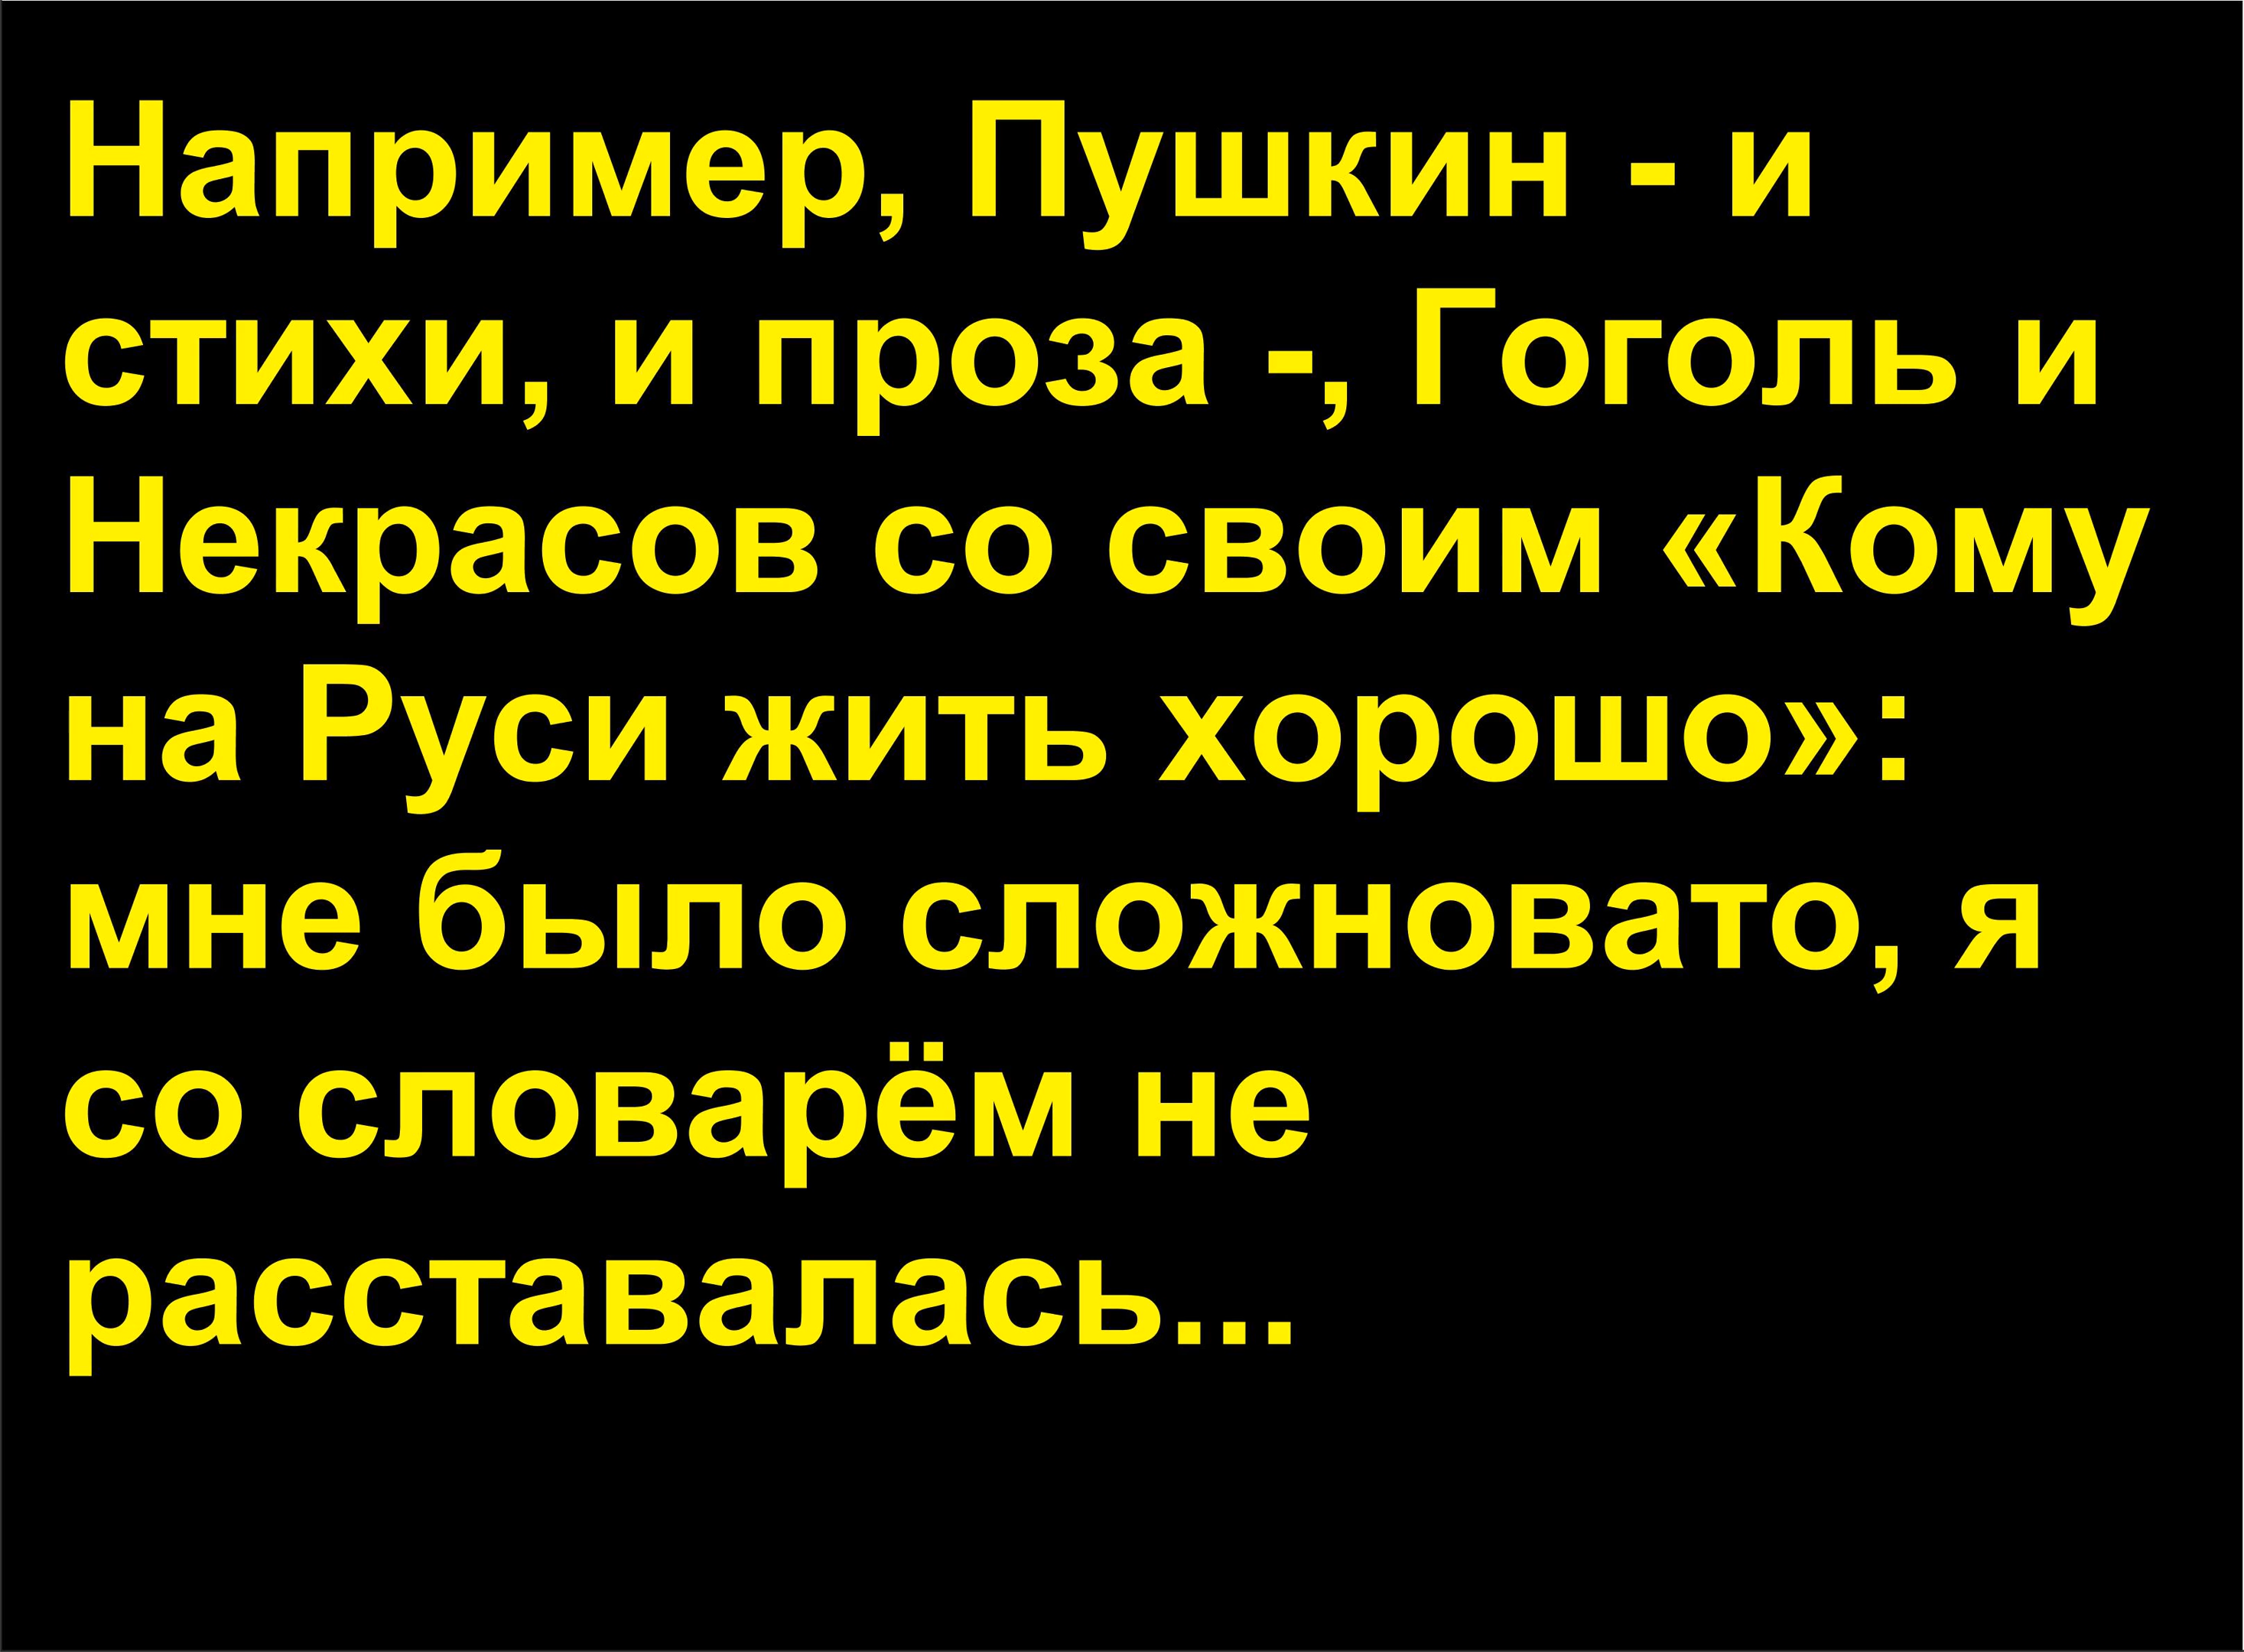 Например, Пушкин - и
стихи, и проза -, Гоголь и
Некрасов со своим «Кому
на Руси жить хорошо»:
мне было сложновато, я
со словарём не
расставалась...